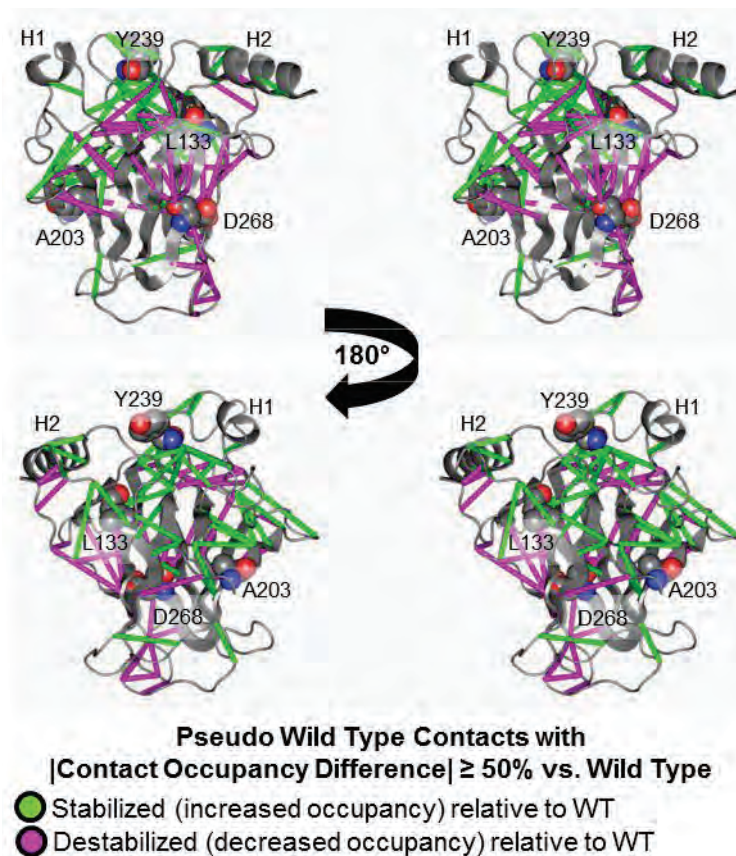 H1 Y239 H2 H1 Y239 H2
L133 L133
A203 D268 A203 D268
180°
H2 Y239 H1 H2 Y239 H1
L133 L133
A203 A203
D268 D268
Pseudo Wild Type Contacts with
|Contact Occupancy Difference| ≥ 50% vs. Wild Type
Stabilized (increased occupancy) relative to WT
Destabilized (decreased occupancy) relative to WT